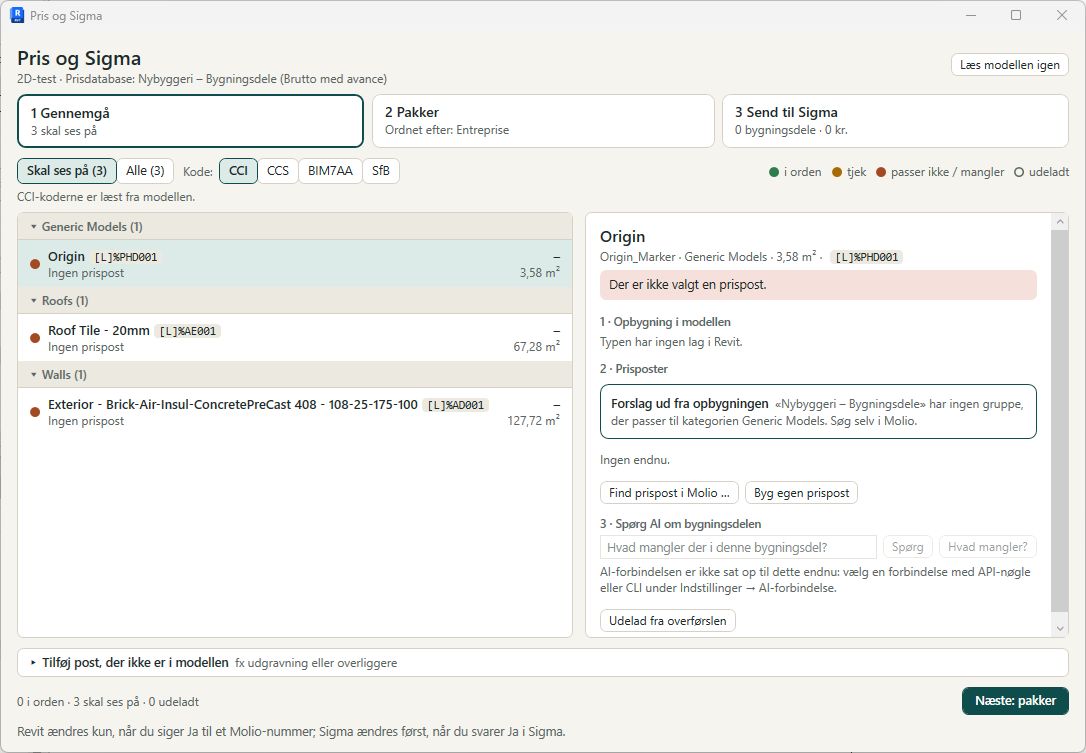 Pris og Sigma
Pris og Sigma
2D-test · Prisdatabase: Nybyggeri – Bygningsdele (Brutto med avance)
Læs modellen igen
1 Gennemgå
3 skal ses på
2 Pakker
Ordnet efter: Entreprise
3 Send til Sigma
0 bygningsdele · 0 kr.
Skal ses på (3) Alle (3) Kode: CCI CCS BIM7AA SfB
i orden tjek passer ikke / mangler udeladt
CCI-koderne er læst fra modellen.
Generic Models (1)
Origin [L]%PHD001 –
Ingen prispost 3,58 m²
Roofs (1)
Roof Tile - 20mm [L]%AE001 –
Ingen prispost 67,28 m²
Walls (1)
Exterior - Brick-Air-Insul-ConcretePreCast 408 - 108-25-175-100 [L]%AD001 –
Ingen prispost 127,72 m²
Origin
Origin_Marker · Generic Models · 3,58 m² · [L]%PHD001
Der er ikke valgt en prispost.
1 · Opbygning i modellen
Typen har ingen lag i Revit.
2 · Prisposter
Forslag ud fra opbygningen «Nybyggeri – Bygningsdele» har ingen gruppe,
der passer til kategorien Generic Models. Søg selv i Molio.
Ingen endnu.
Find prispost i Molio ... Byg egen prispost
3 · Spørg AI om bygningsdelen
Hvad mangler der i denne bygningsdel? Spørg Hvad mangler?
AI-forbindelsen er ikke sat op til dette endnu: vælg en forbindelse med API-nøgle
eller CLI under Indstillinger → AI-forbindelse.
Udelad fra overførslen
Tilføj post, der ikke er i modellen fx udgravning eller overliggere
0 i orden · 3 skal ses på · 0 udeladt
Næste: pakker
Revit ændres kun, når du siger Ja til et Molio-nummer; Sigma ændres først, når du svarer Ja i Sigma.